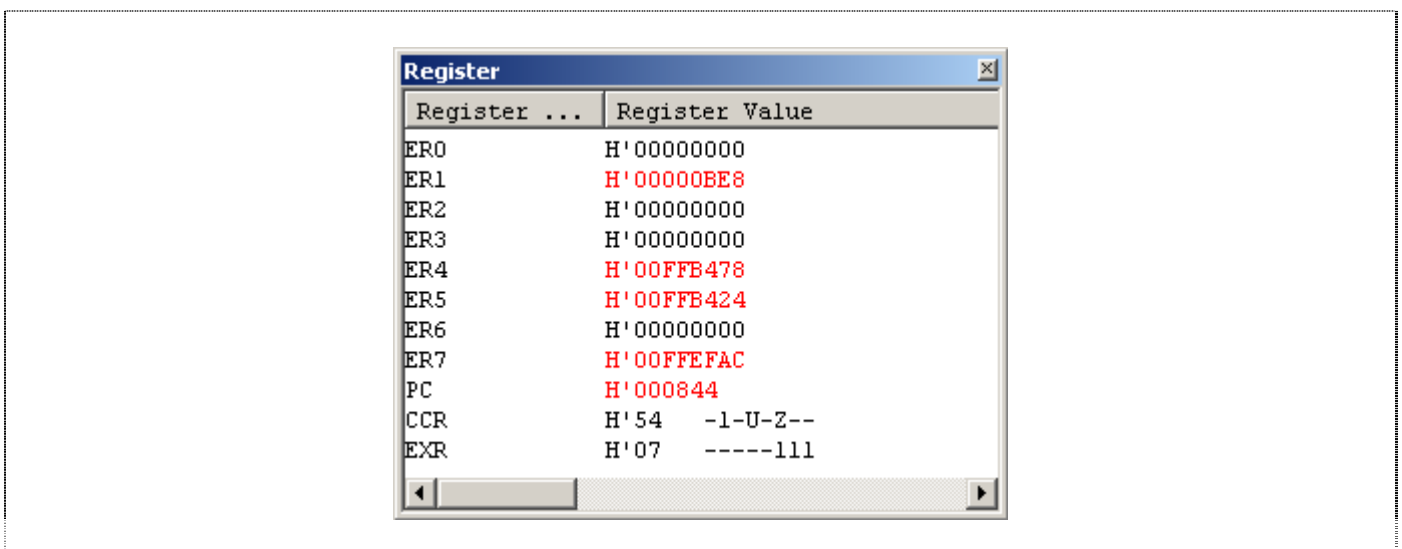 Register
Register ... Register Value
ER0 H'00000000
ER1 H'00000BE8
ER2 H'00000000
ER3 H'00000000
ER4 H'00FFB478
ER5 H'00FFB424
ER6 H'00000000
ER7 H'00FFEFAC
PC H'000844
CCR H'54 -1-U-Z--
EXR H'07 -----111